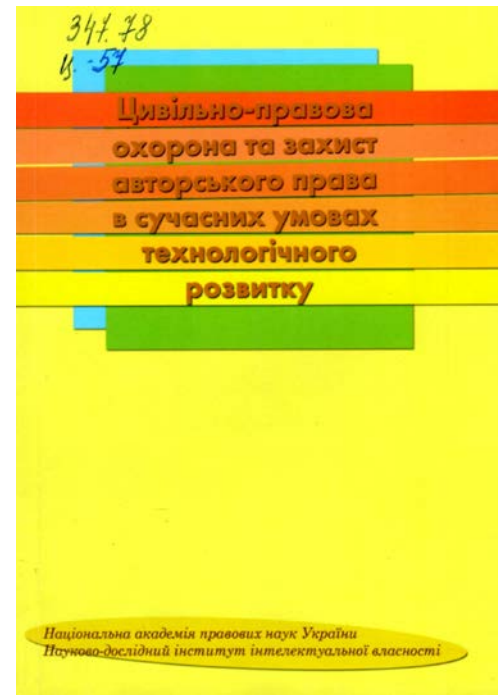 347.78
Ц-57
Цивільно-правова
охорона та захист
авторського права
в сучасних умовах
технологічного
розвитку
Національна академія правових наук України
Науково-дослідний інститут інтелектуальної власності